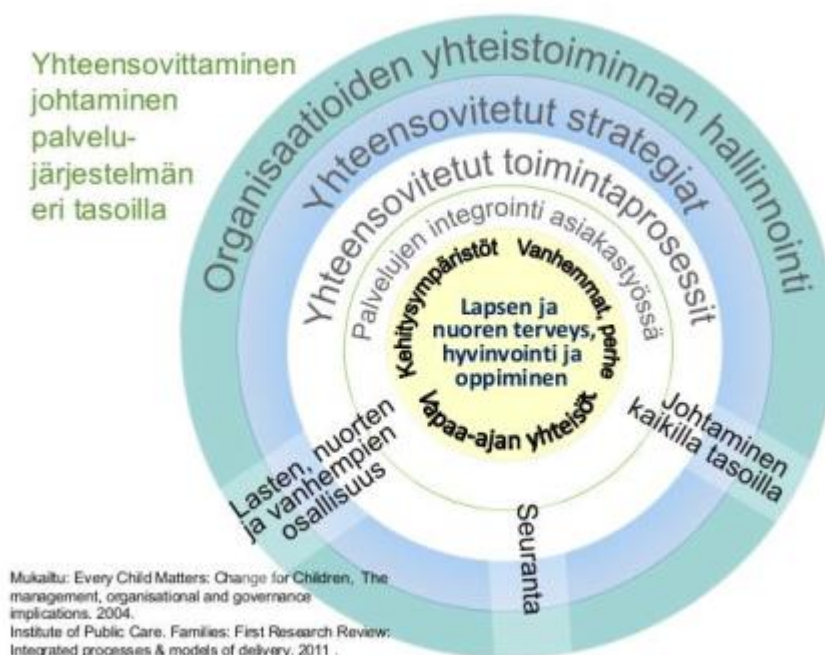 Yhteensovittaminen
johtaminen
palvelu-
järjestelmän
eri tasoilla
Organisaatioiden yhteistoiminnan hallinnointi
Yhteensovitetut strategiat
Yhteensovitetut toimintaprosessit
Palvelujen integrointi asiakastyössä
Kehitysympäristöt
Vanhemmat, perhe
Lapsen ja
nuoren terveys,
hyvinvointi ja
oppiminen
Vapaa-ajan yhteisöt
Lasten, nuorten
ja vanhempien
osallisuus
Seuranta
Johtaminen
kaikilla tasoilla
Mukailtu: Every Child Matters: Change for Children, The
management, organisational and governance
implications. 2004.
Institute of Public Care. Families: First Research Review:
Integrated processes & models of delivery. 2011 .